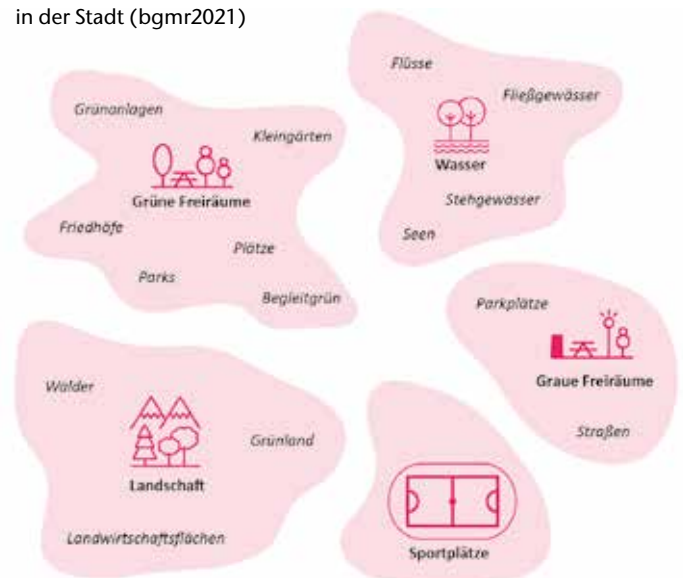 in der Stadt (bgmr2021)
Grünanlagen
Kleingärten
Grüne Freiräume
Friedhöfe
Plätze
Parks
Begleitgrün
Flüsse
Fließgewässer
Wasser
Stehgewässer
Seen
Parkplätze
Graue Freiräume
Straßen
Wälder
Grünland
Landschaft
Landwirtschaftsflächen
Sportplätze